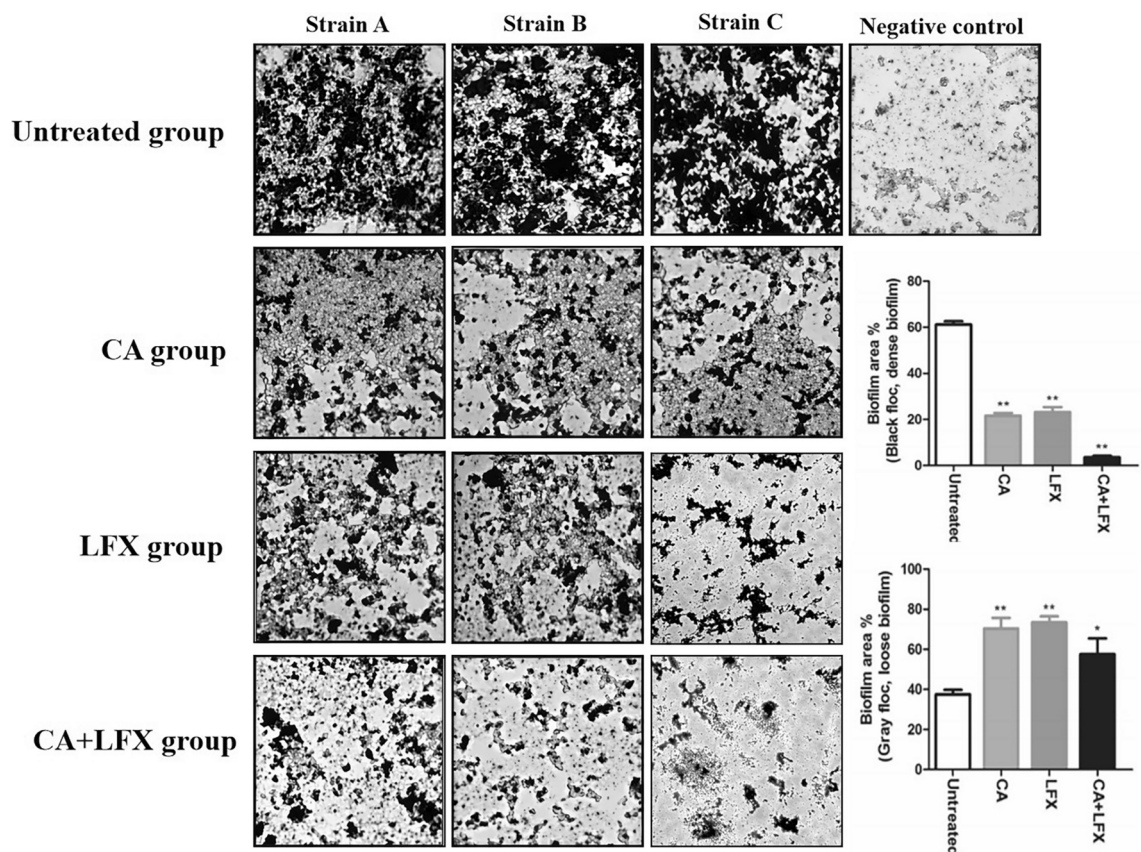 Strain A
Strain B
Strain C
Negative control
Untreated group
CA group
LFX group
CA+LFX group
Biofilm area %
(Black floc, dense biofilm)
80
60
40
20
0
**
**
**
Untreated
CA
LFX
CA+LFX
Biofilm area %
(Gray floc, loose biofilm)
100
80
60
40
20
0
**
**
*
Untreated
CA
LFX
CA+LFX